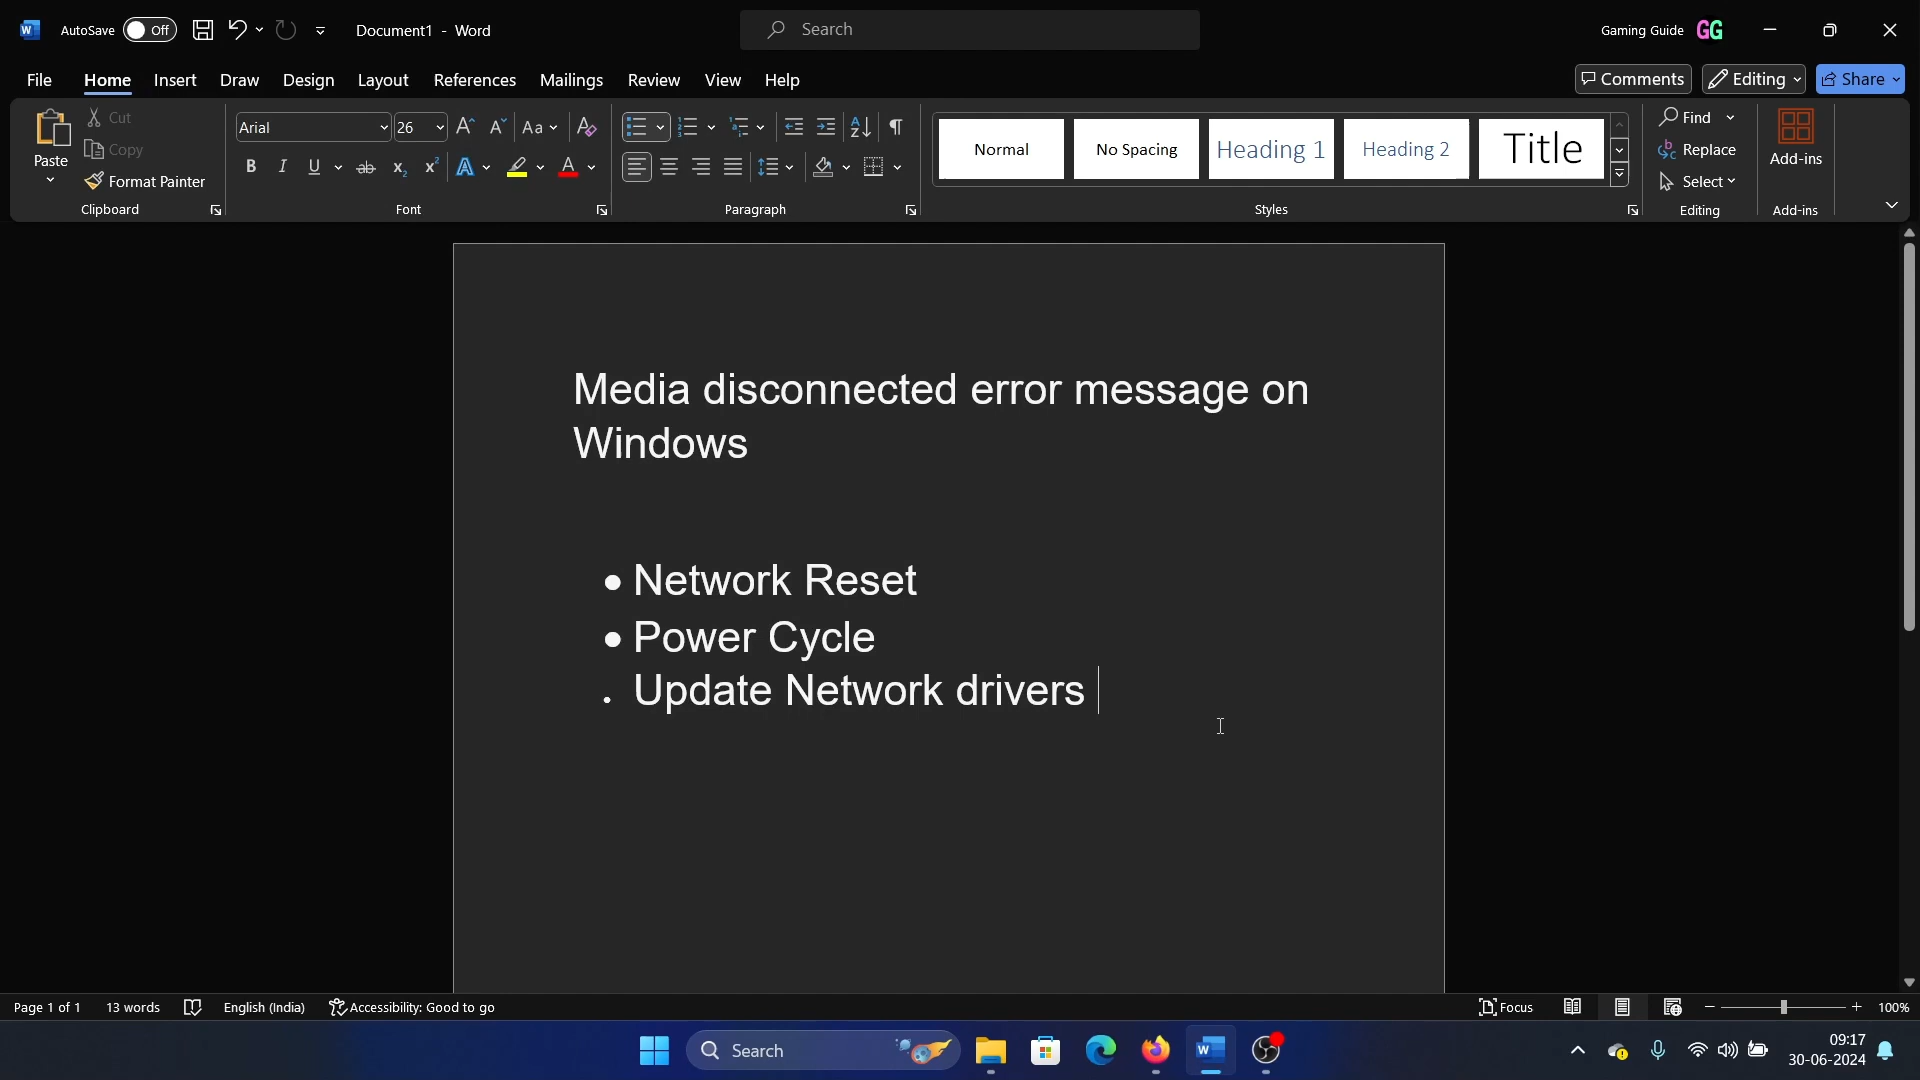 W AutoSave Off Document1 - Word Search Gaming Guide GG
File Home Insert Draw Design Layout References Mailings Review View Help Comments Editing Share
Paste Cut Copy Format Painter
Arial 26 A A Aa A
B I U ab x₂ x² A A
Normal No Spacing Heading 1 Heading 2 Title
Find Replace Select Add-ins
Clipboard Font Paragraph Styles Editing Add-ins
Media disconnected error message on
Windows
• Network Reset
• Power Cycle
• Update Network drivers
Page 1 of 1 13 words English (India) Accessibility: Good to go Focus 100%
Search W 09:17
30-06-2024